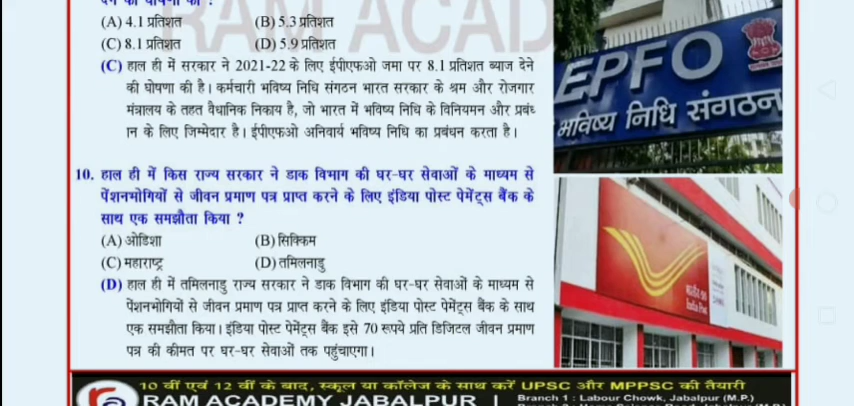 (A) 4.1 प्रतिशत (B) 5.3 प्रतिशत
(C) 8.1 प्रतिशत (D) 5.9 प्रतिशत
(C) हाल ही में सरकार ने 2021-22 के लिए ईपीएफओ जमा पर 8.1 प्रतिशत ब्याज देने
की घोषणा की है। कर्मचारी भविष्य निधि संगठन भारत सरकार के श्रम और रोजगार
मंत्रालय के तहत वैधानिक निकाय है, जो भारत में भविष्य निधि के विनियमन और प्रबंध
ान के लिए जिम्मेदार है। ईपीएफओ अनिवार्य भविष्य निधि का प्रबंधन करता है।
EPFO
भविष्य निधि संगठन
10. हाल ही में किस राज्य सरकार ने डाक विभाग की घर-घर सेवाओं के माध्यम से
पेंशनभोगियों से जीवन प्रमाण पत्र प्राप्त करने के लिए इंडिया पोस्ट पेमेंट्स बैंक के
साथ एक समझौता किया ?
(A) ओडिशा (B) सिक्किम
(C) महाराष्ट्र (D) तमिलनाडु
(D) हाल ही में तमिलनाडु राज्य सरकार ने डाक विभाग की घर-घर सेवाओं के माध्यम से
पेंशनभोगियों से जीवन प्रमाण पत्र प्राप्त करने के लिए इंडिया पोस्ट पेमेंट्स बैंक के साथ
एक समझौता किया। इंडिया पोस्ट पेमेंट्स बैंक इसे 70 रूपये प्रति डिजिटल जीवन प्रमाण
पत्र की कीमत पर घर-घर सेवाओं तक पहुंचाएगा।
भारतीय डाक
India Post
10 वीं एवं 12 वीं के बाद, स्कूल या कॉलेज के साथ करें UPSC और MPPSC की तैयारी
RAM ACADEMY JABALPUR | Branch 1 : Labour Chowk, Jabalpur (M.P.)